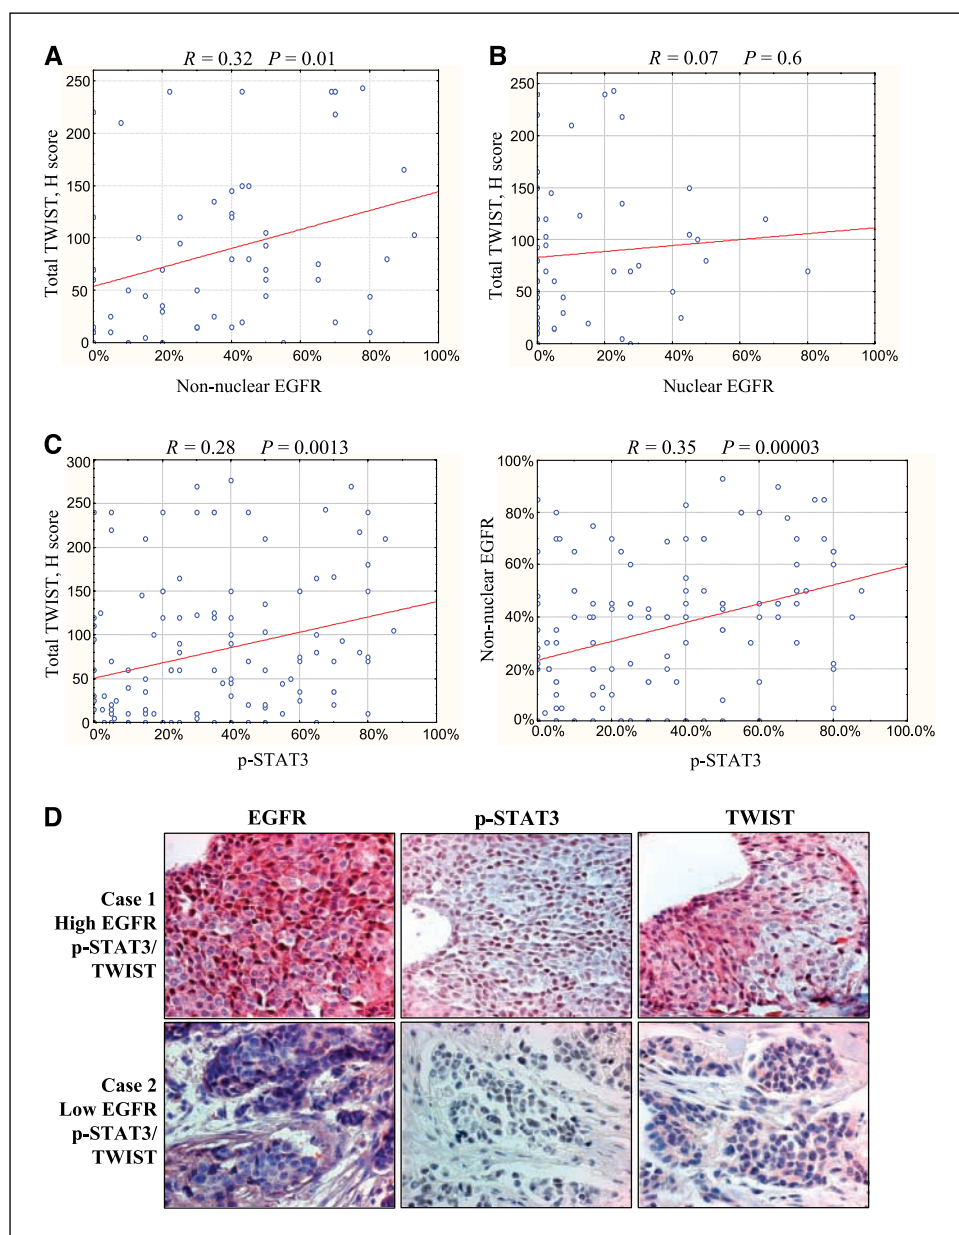 A
R = 0.32 P = 0.01
Total TWIST, H score
250
200
150
100
50
0
0% 20% 40% 60% 80% 100%
Non-nuclear EGFR
B
R = 0.07 P = 0.6
Total TWIST, H score
250
200
150
100
50
0
0% 20% 40% 60% 80% 100%
Nuclear EGFR
C
R = 0.28 P = 0.0013
Total TWIST, H score
300
250
200
150
100
50
0
0% 20% 40% 60% 80% 100%
p-STAT3
R = 0.35 P = 0.00003
Non-nuclear EGFR
100%
80%
60%
40%
20%
0%
0.0% 20.0% 40.0% 60.0% 80.0% 100.0%
p-STAT3
D
EGFR p-STAT3 TWIST
Case 1
High EGFR
p-STAT3/
TWIST
Case 2
Low EGFR
p-STAT3/
TWIST